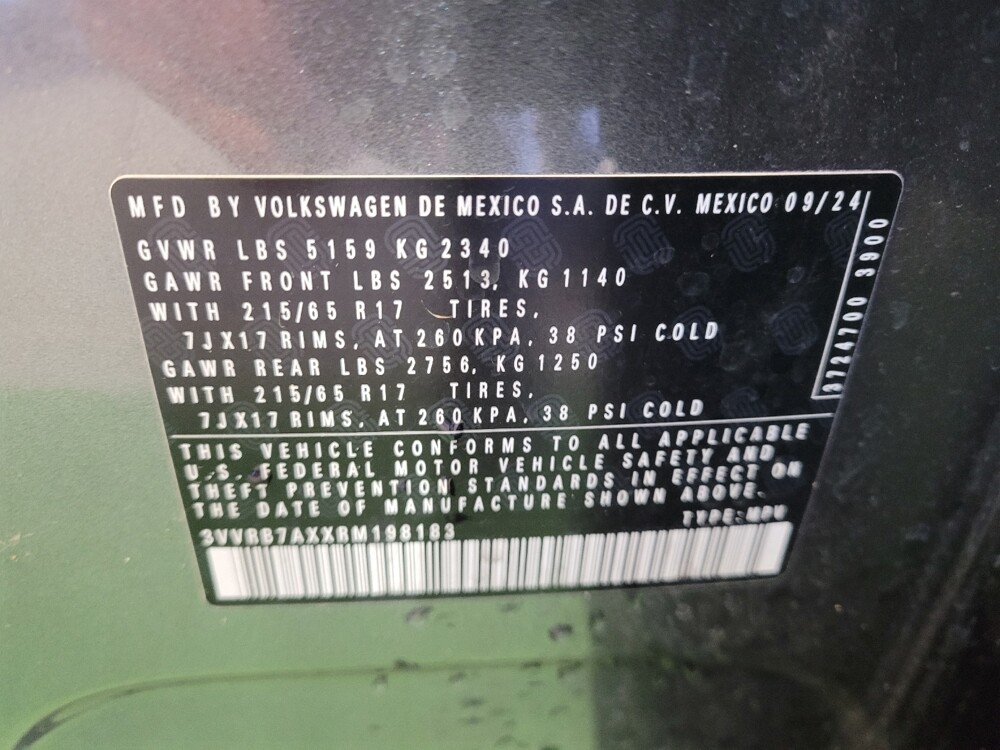 MFD BY VOLKSWAGEN DE MEXICO S.A. DE C.V. MEXICO 09/24
GVWR LBS 5159 KG 2340
GAWR FRONT LBS 2513, KG 1140
WITH 215/65 R17 TIRES,
7JX17 RIMS, AT 260 KPA, 38 PSI COLD
GAWR REAR LBS 2756, KG 1250
WITH 215/65 R17 TIRES,
7JX17 RIMS, AT 260 KPA, 38 PSI COLD
3724700 3900
THIS VEHICLE CONFORMS TO ALL APPLICABLE
U.S. FEDERAL MOTOR VEHICLE SAFETY AND
THEFT PREVENTION STANDARDS IN EFFECT ON
THE DATE OF MANUFACTURE SHOWN ABOVE.
TYPE:MPV
3VVRB7AXXRM198183